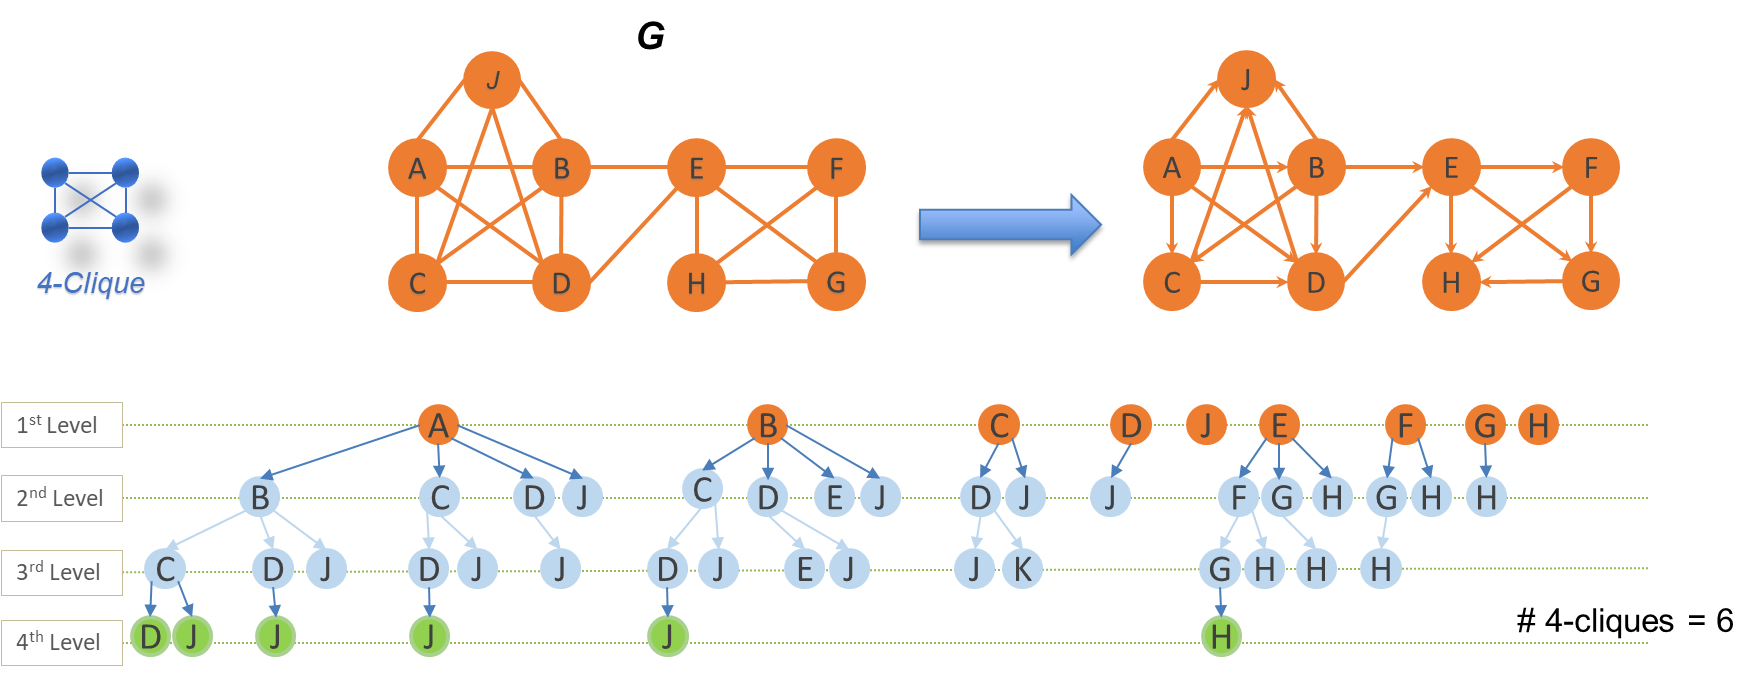 G
J
J
A
B
E
F
A
B
E
F
C
D
H
G
C
D
H
G
4-Clique
1st Level
A
B
C
D
J
E
F
G
H
2nd Level
B
C
D
J
C
D
E
J
D
J
J
F
G
H
G
H
H
3rd Level
C
D
J
D
J
J
D
J
E
J
J
K
G
H
H
H
4th Level
D
J
J
J
J
H
# 4-cliques = 6